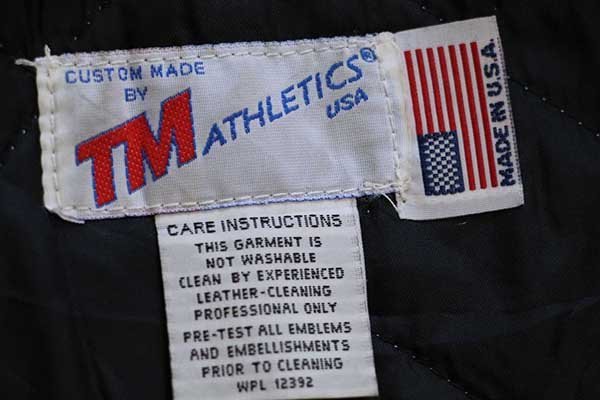 CUSTOM MADE
BY
TM ATHLETICS®
USA
MADE IN U.S.A.
CARE INSTRUCTIONS
THIS GARMENT IS
NOT WASHABLE
CLEAN BY EXPERIENCED
LEATHER-CLEANING
PROFESSIONAL ONLY
PRE-TEST ALL EMBLEMS
AND EMBELLISHMENTS
PRIOR TO CLEANING
WPL 12392